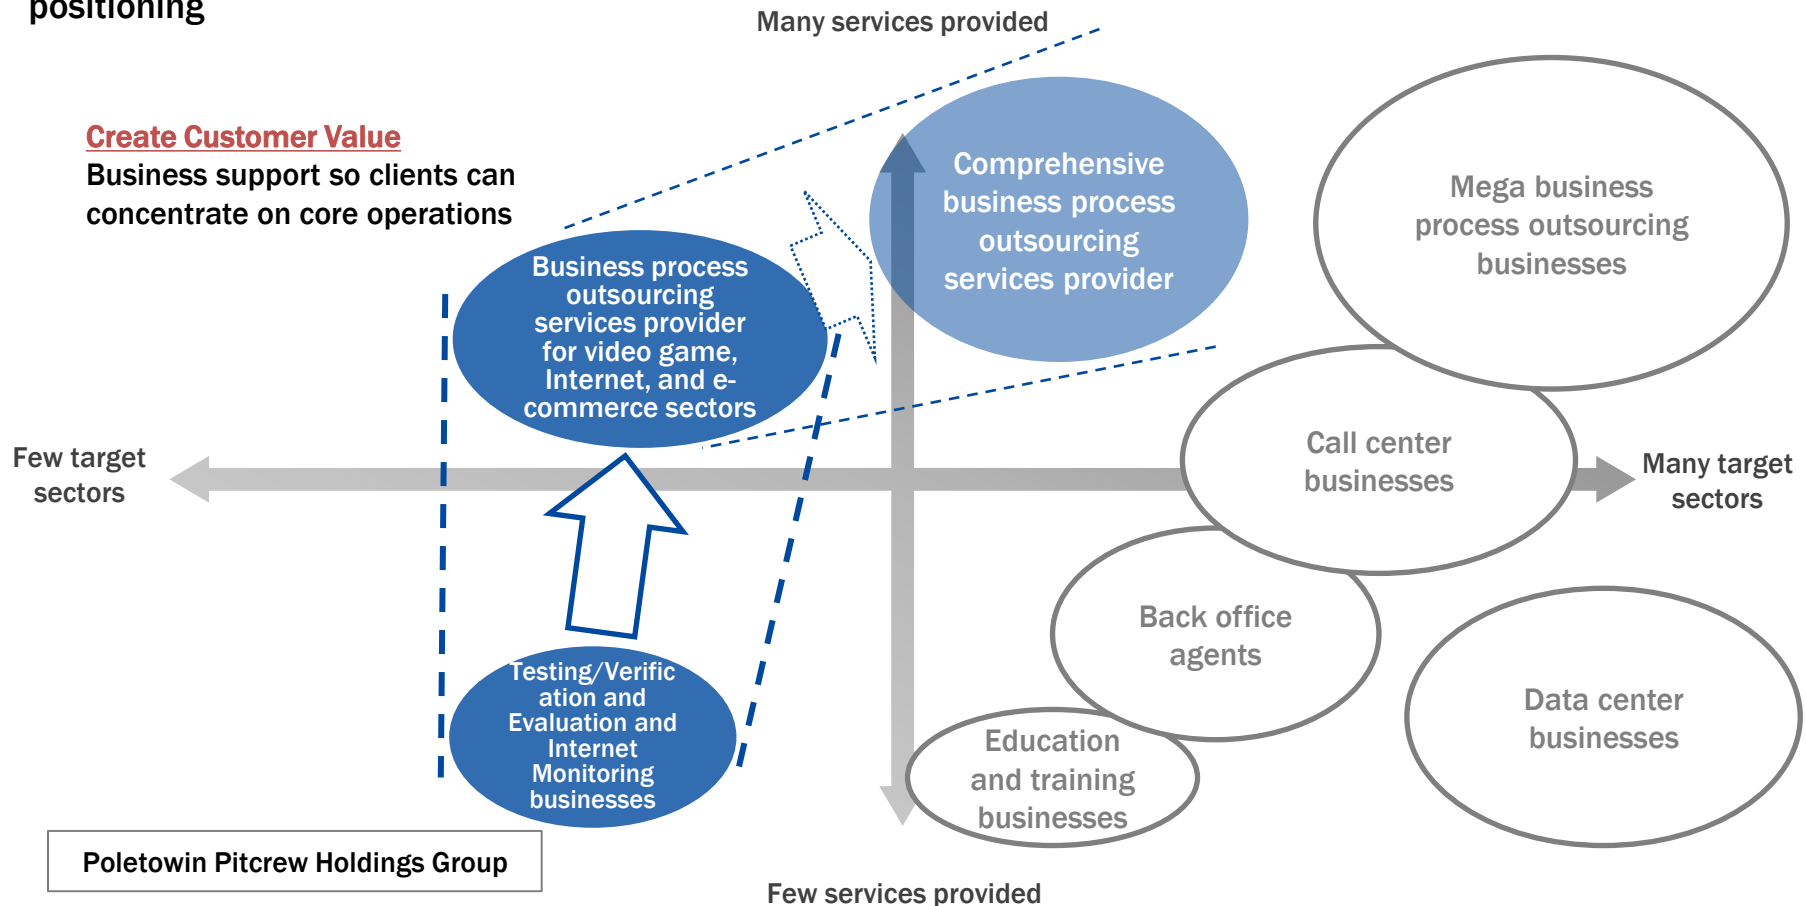 positioning
Many services provided
Create Customer Value
Business support so clients can
concentrate on core operations
Comprehensive
business process
outsourcing
services provider
Mega business
process outsourcing
businesses
Business process
outsourcing
services provider
for video game,
Internet, and e-
commerce sectors
Few target
sectors
Call center
businesses
Many target
sectors
Back office
agents
Testing/Verific
ation and
Evaluation and
Internet
Monitoring
businesses
Data center
businesses
Education
and training
businesses
Poletowin Pitcrew Holdings Group
Few services provided